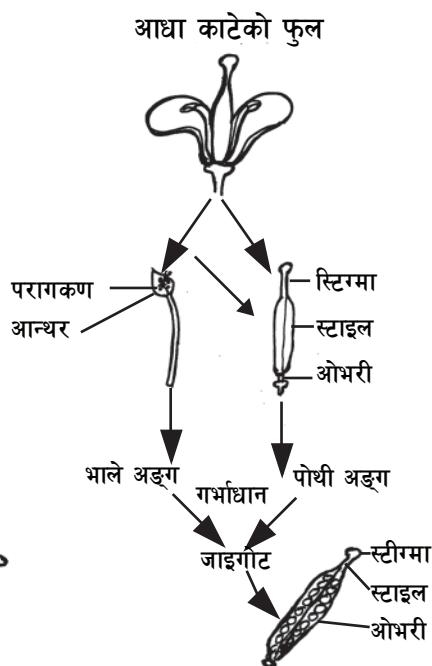 आधा काटेको फुल
परागकण
आन्थर
स्टिग्मा
स्टाइल
ओभरी
भाले अङ्ग
गर्भाधान
पोथी अङ्ग
जाइगोट
स्टीग्मा
स्टाइल
ओभरी